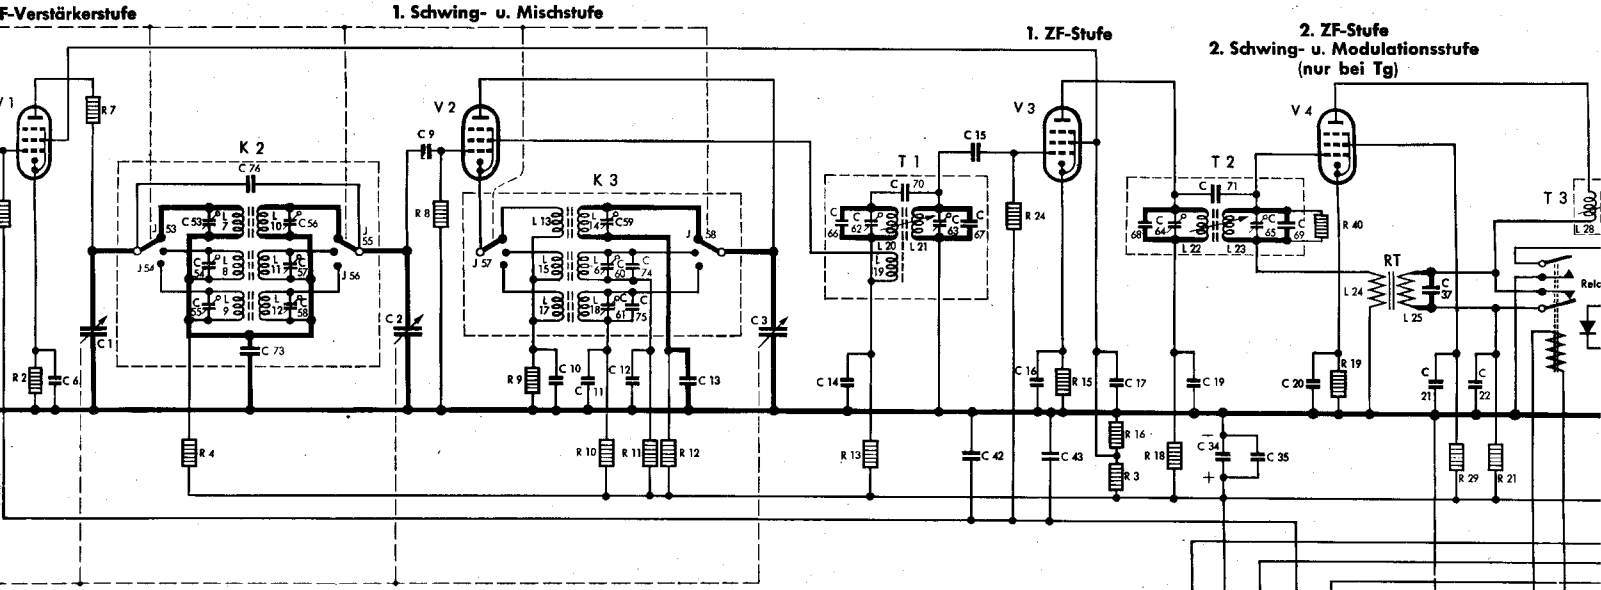 F-Verstärkerstufe
1. Schwing- u. Mischstufe
1. ZF-Stufe
2. ZF-Stufe
2. Schwing- u. Modulationsstufe
(nur bei Tg)
V 1
R 7
V 2
C 9
V 3
C 15
V 4
K 2
C 76
K 3
T 1
C 70
T 2
C 71
T 3
J 53
C 53
L 7
L 10
C 56
J 55
R 8
L 13
L 14
C 59
J 58
C 66
C 62
L 20
L 21
C 63
C 67
R 24
C 68
C 64
L 22
L 23
C 65
C 69
R 40
L 28
J 54
C 54
L 8
L 11
C 57
J 56
J 57
L 15
L 6
C 60
C 74
L 19
RT
L 24
L 25
C 37
Rela
C 55
L 9
L 12
C 58
L 17
L 18
C 61
C 75
C 1
C 2
C 3
C 73
R 2
C 6
R 9
C 10
C 11
C 12
C 13
C 14
C 16
R 15
C 17
C 19
C 20
R 19
C 21
C 22
R 4
R 10
R 11
R 12
R 13
C 42
C 43
R 16
R 3
R 18
−
C 34
+
C 35
R 29
R 21